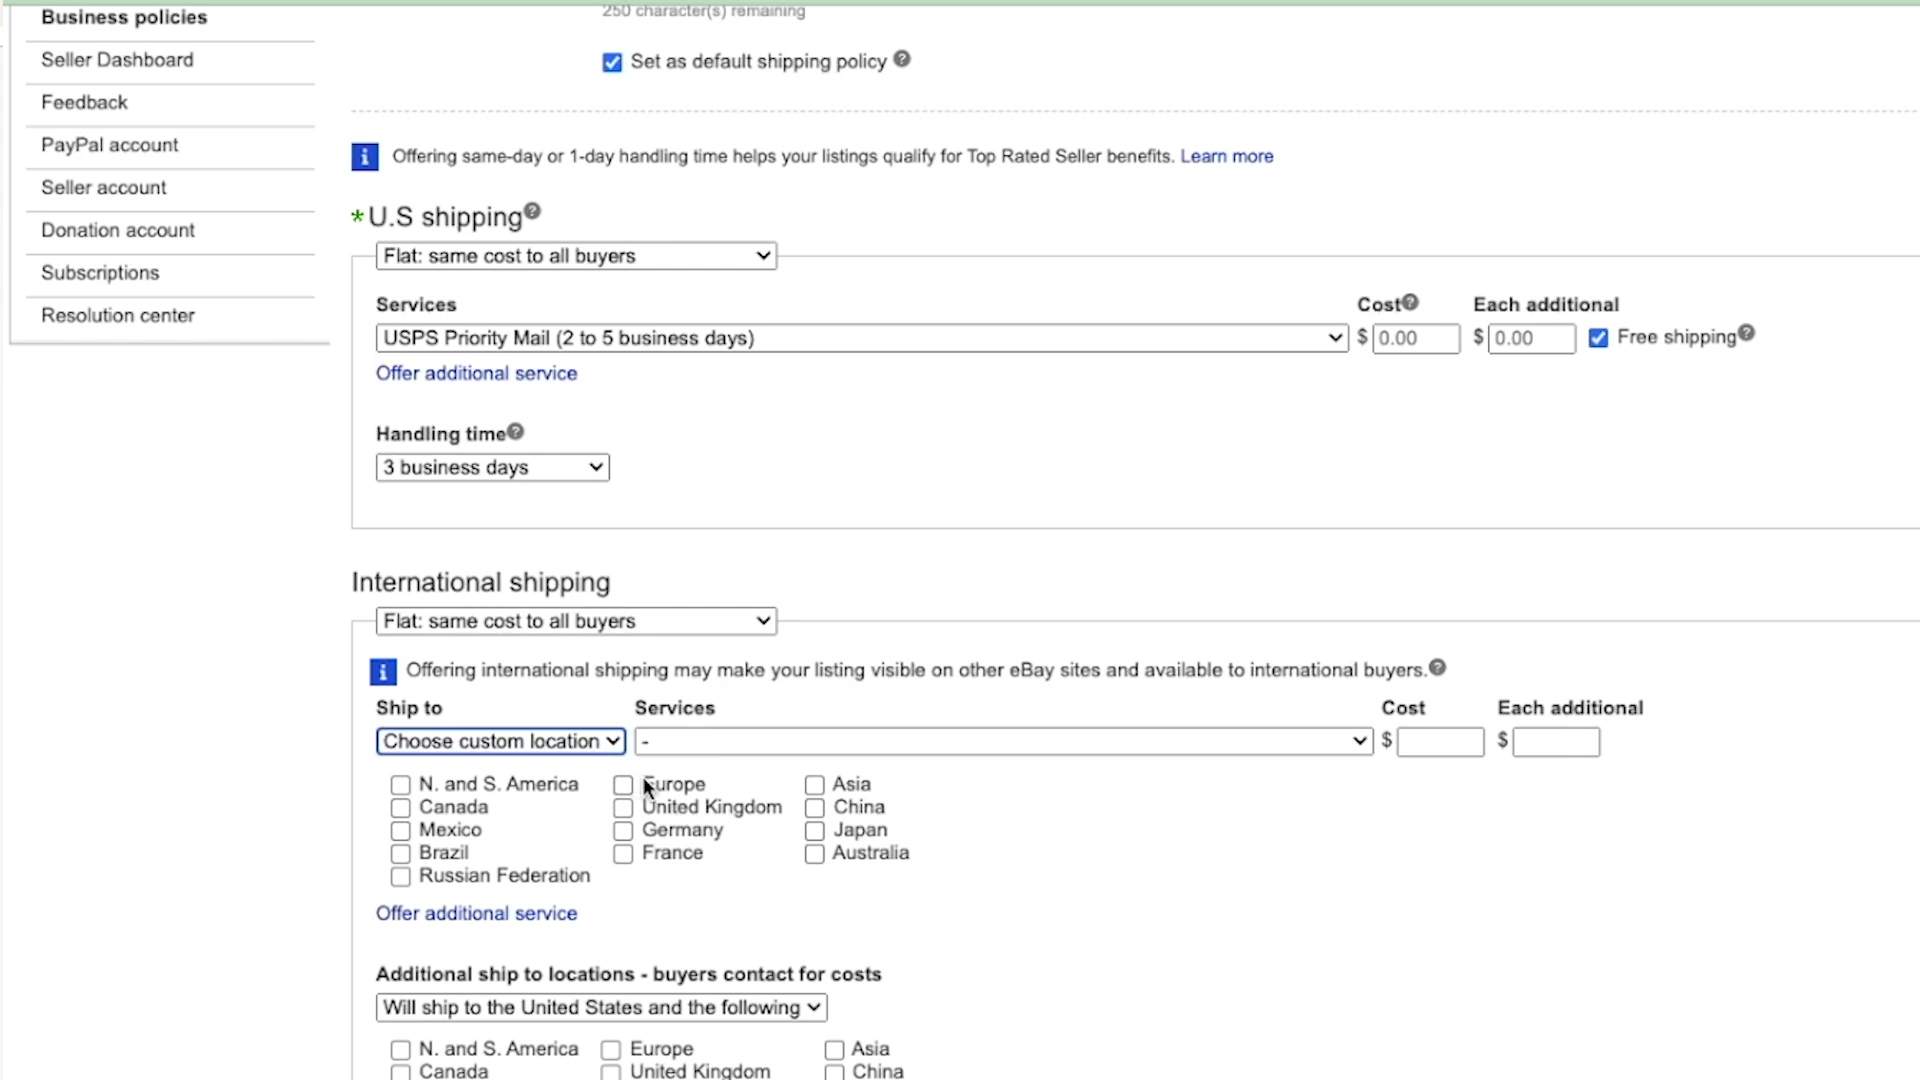 Business policies
Seller Dashboard
Feedback
PayPal account
Seller account
Donation account
Subscriptions
Resolution center
250 character(s) remaining
Set as default shipping policy
Offering same-day or 1-day handling time helps your listings qualify for Top Rated Seller benefits. Learn more
*U.S shipping
Flat: same cost to all buyers
Services Cost Each additional
USPS Priority Mail (2 to 5 business days) $ 0.00 $ 0.00 Free shipping
Offer additional service
Handling time
3 business days
International shipping
Flat: same cost to all buyers
Offering international shipping may make your listing visible on other eBay sites and available to international buyers.
Ship to Services Cost Each additional
Choose custom location - $ $
N. and S. America Europe Asia
Canada United Kingdom China
Mexico Germany Japan
Brazil France Australia
Russian Federation
Offer additional service
Additional ship to locations - buyers contact for costs
Will ship to the United States and the following
N. and S. America Europe Asia
Canada United Kingdom China